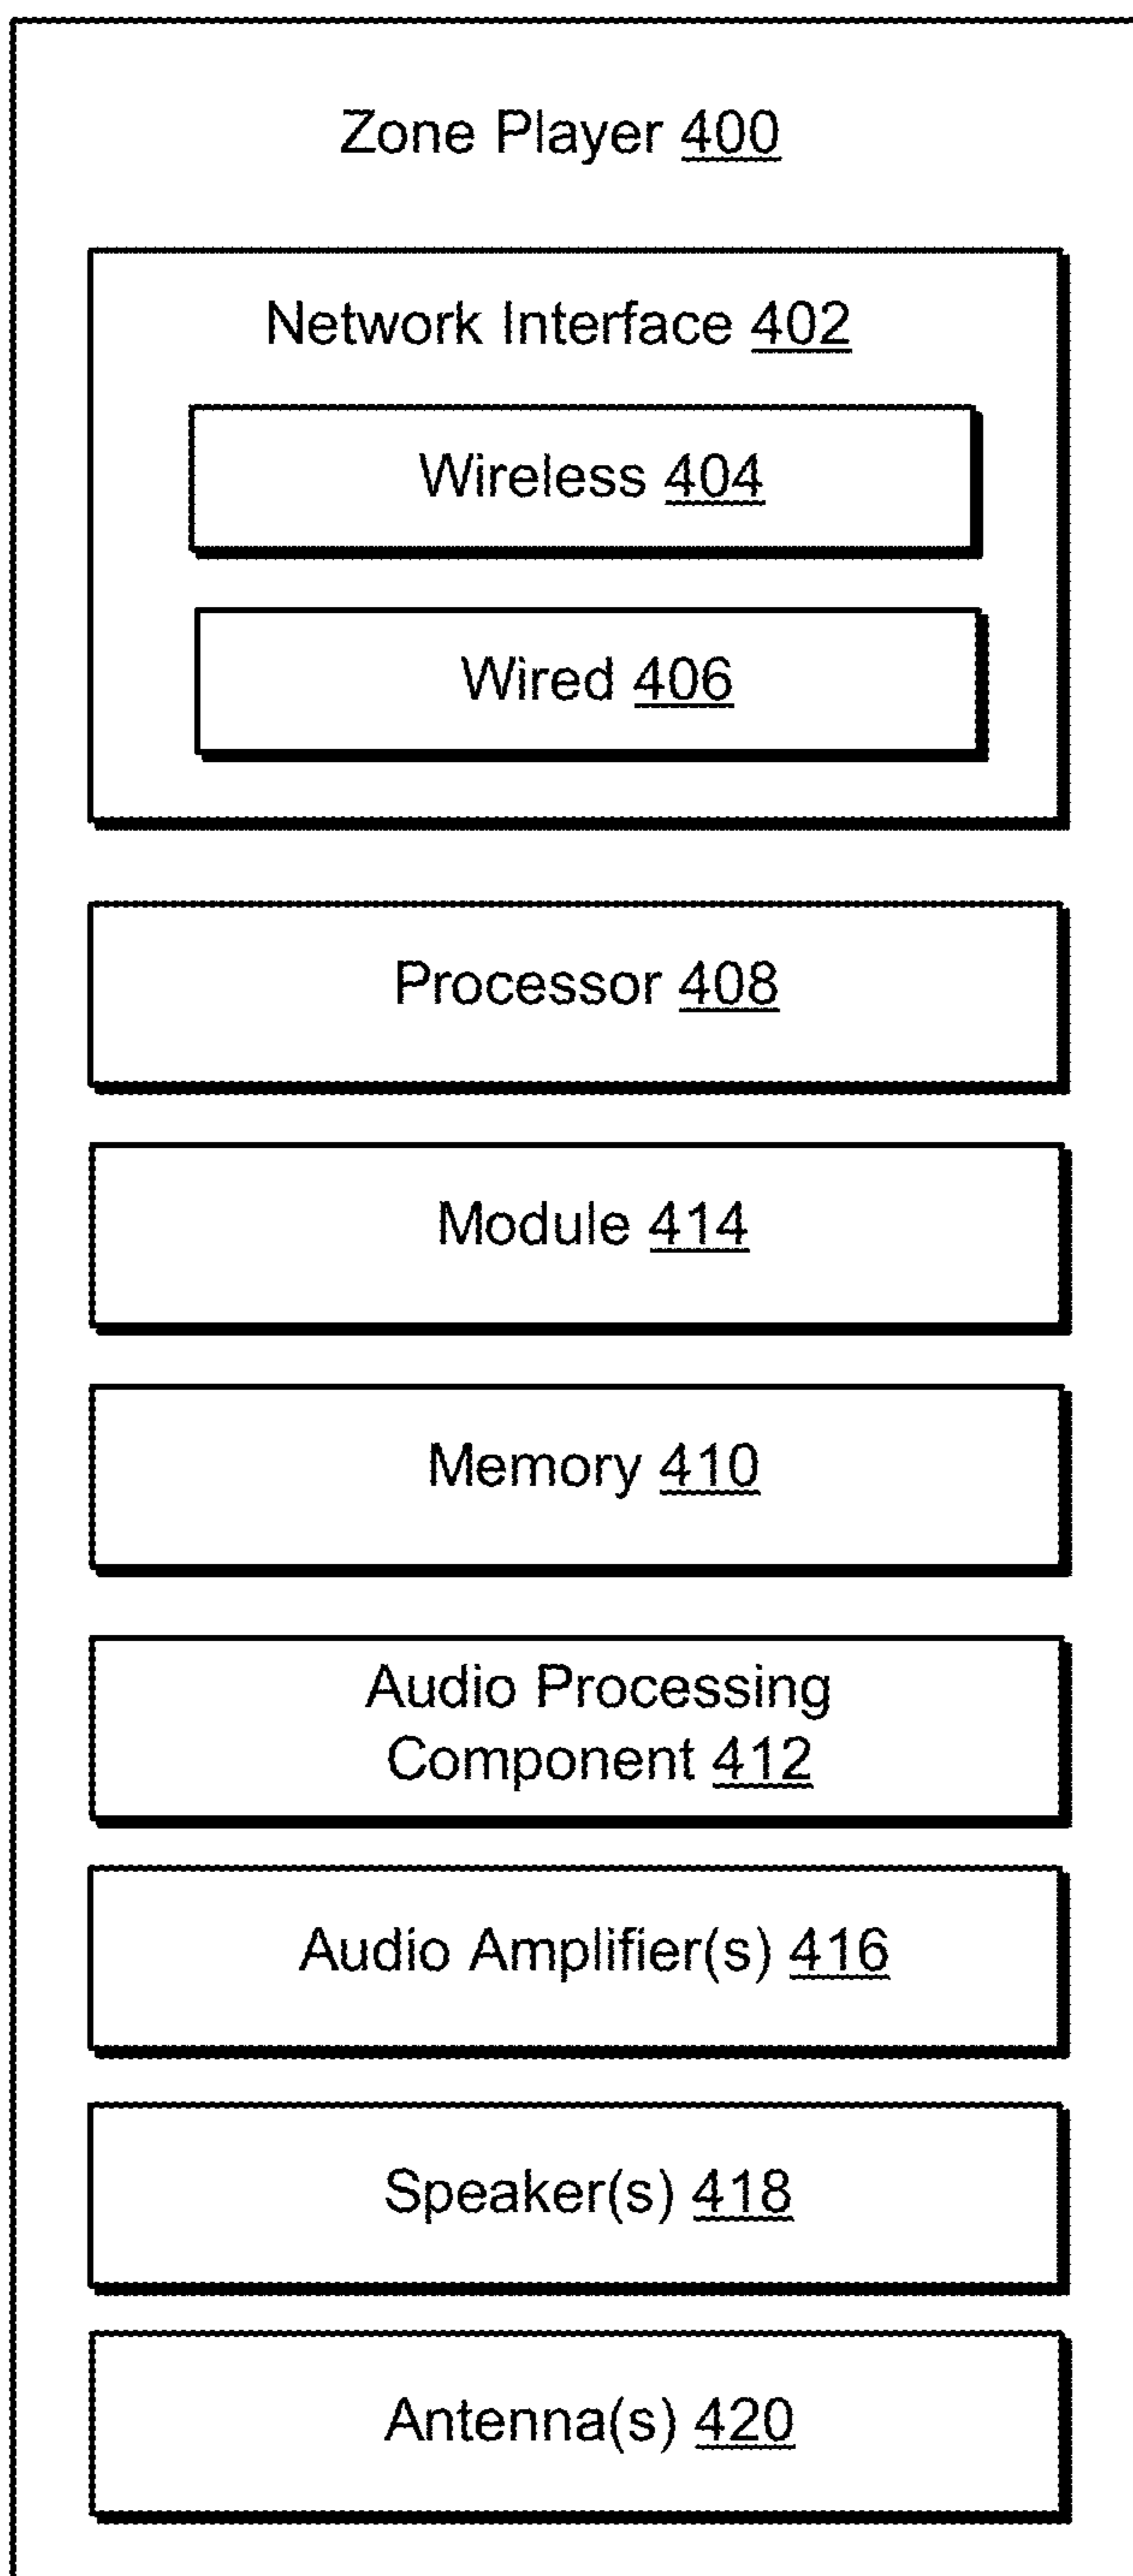 Zone Player 400
Network Interface 402
Wireless 404
Wired 406
Processor 408
Module 414
Memory 410
Audio Processing
Component 412
Audio Amplifier(s) 416
Speaker(s) 418
Antenna(s) 420